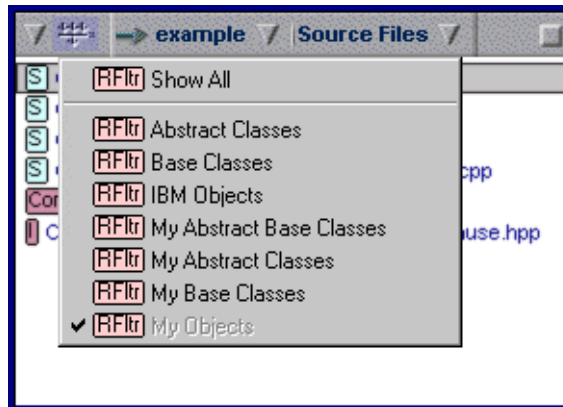 example Source Files
S
RFltr Show All
S
RFltr Abstract Classes
S
RFltr Base Classes
S
cpp
RFltr IBM Objects
RFltr My Abstract Base Classes
I C
use.hpp
RFltr My Abstract Classes
RFltr My Base Classes
RFltr My Objects